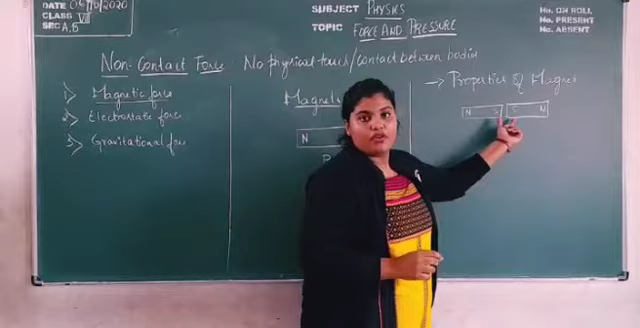 DATE 06/10/2020
CLASS VII
SEC A,B
SUBJECT PHYSICS
TOPIC FORCE AND PRESSURE
No. ON ROLL
No. PRESENT
No. ABSENT
Non-Contact Force No physical touch/contact between bodies
1) Magnetic force
2) Electrostatic force
3) Gravitational force
Magnets
N
→ Properties of Magnet
N S S N